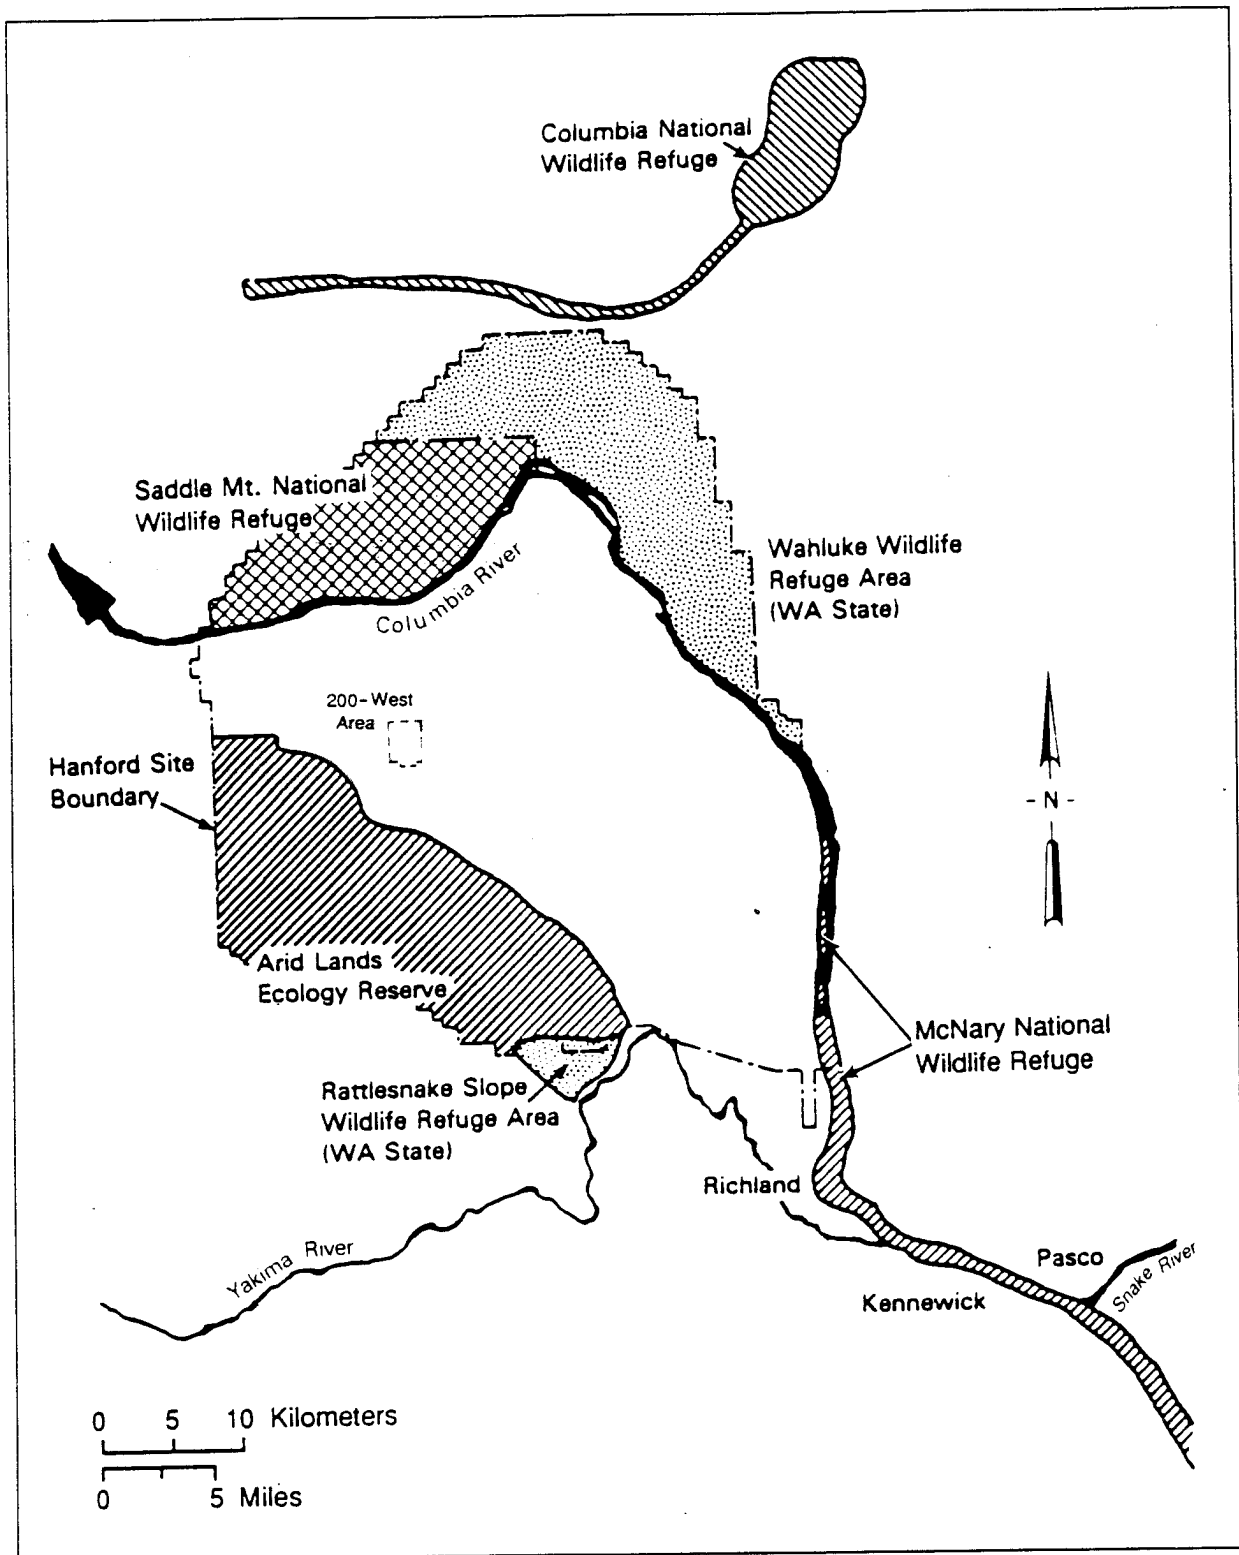 Columbia National
Wildlife Refuge
Saddle Mt. National
Wildlife Refuge
Wahluke Wildlife
Refuge Area
(WA State)
Columbia River
200-West
Area
Hanford Site
Boundary
- N -
Arid Lands
Ecology Reserve
McNary National
Wildlife Refuge
Rattlesnake Slope
Wildlife Refuge Area
(WA State)
Richland
Yakima River
Pasco
Snake River
Kennewick
0 5 10 Kilometers
0 5 Miles